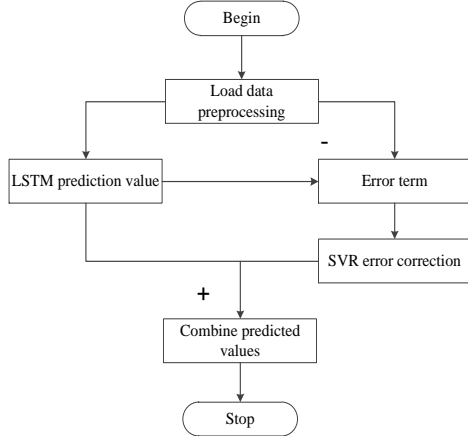 Begin
Load data
preprocessing
-
LSTM prediction value
Error term
SVR error correction
+
Combine predicted
values
Stop